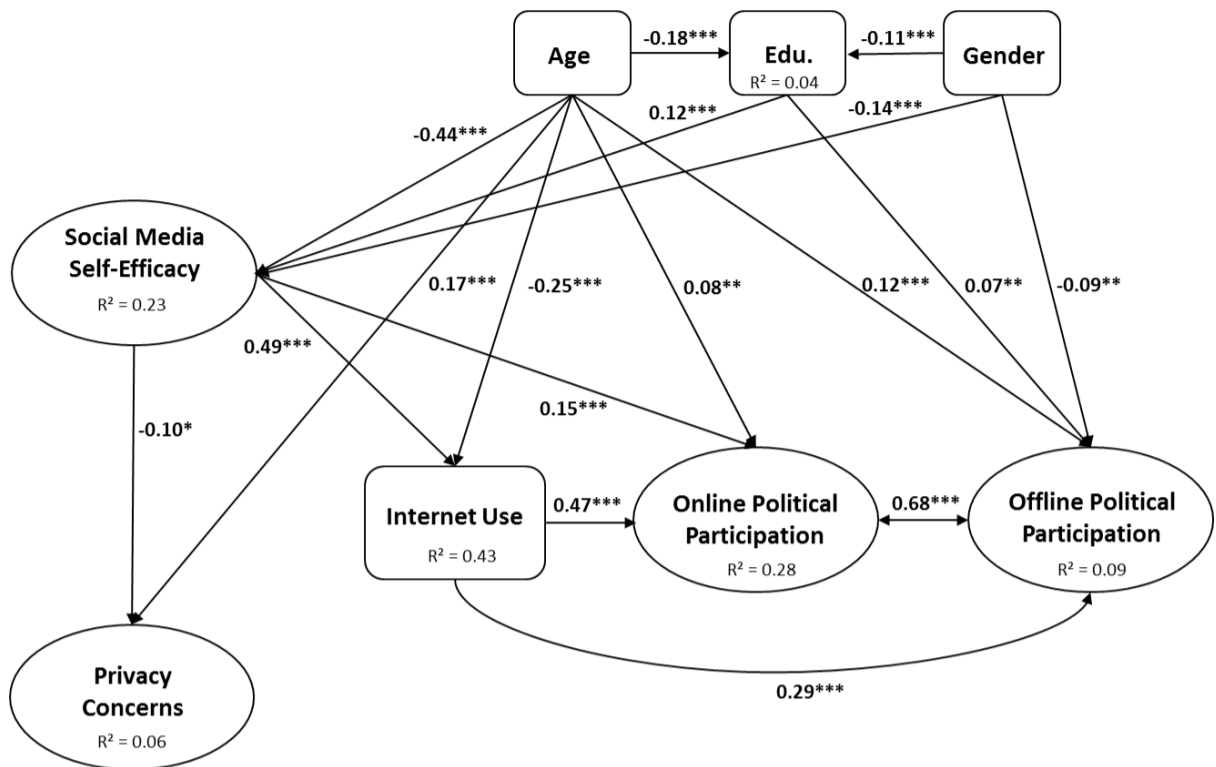 -0.18***
-0.11***
Age
Edu.
Gender
R² = 0.04
-0.44***
0.12***
-0.14***
Social Media
Self-Efficacy
R² = 0.23
0.17***
-0.25***
0.08**
0.12***
0.07**
-0.09**
0.49***
0.15***
-0.10*
Internet Use
R² = 0.43
0.47***
Online Political
Participation
R² = 0.28
0.68***
Offline Political
Participation
R² = 0.09
Privacy
Concerns
R² = 0.06
0.29***